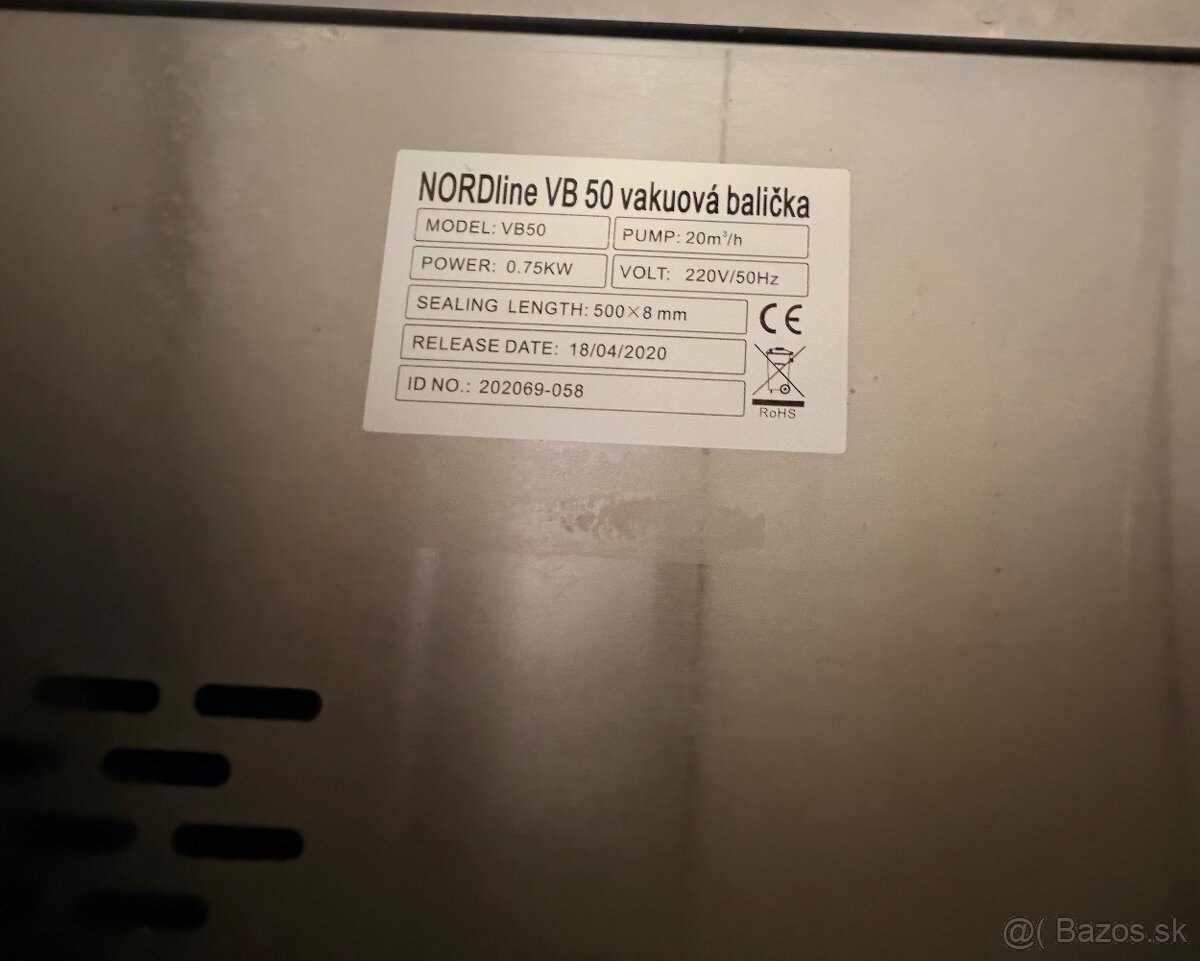 NORDline VB 50 vakuová balička
MODEL: VB50
PUMP: 20m³/h
POWER: 0.75KW
VOLT: 220V/50Hz
SEALING LENGTH: 500×8 mm
CE
RELEASE DATE: 18/04/2020
ID NO.: 202069-058
RoHS
@( Bazos.sk